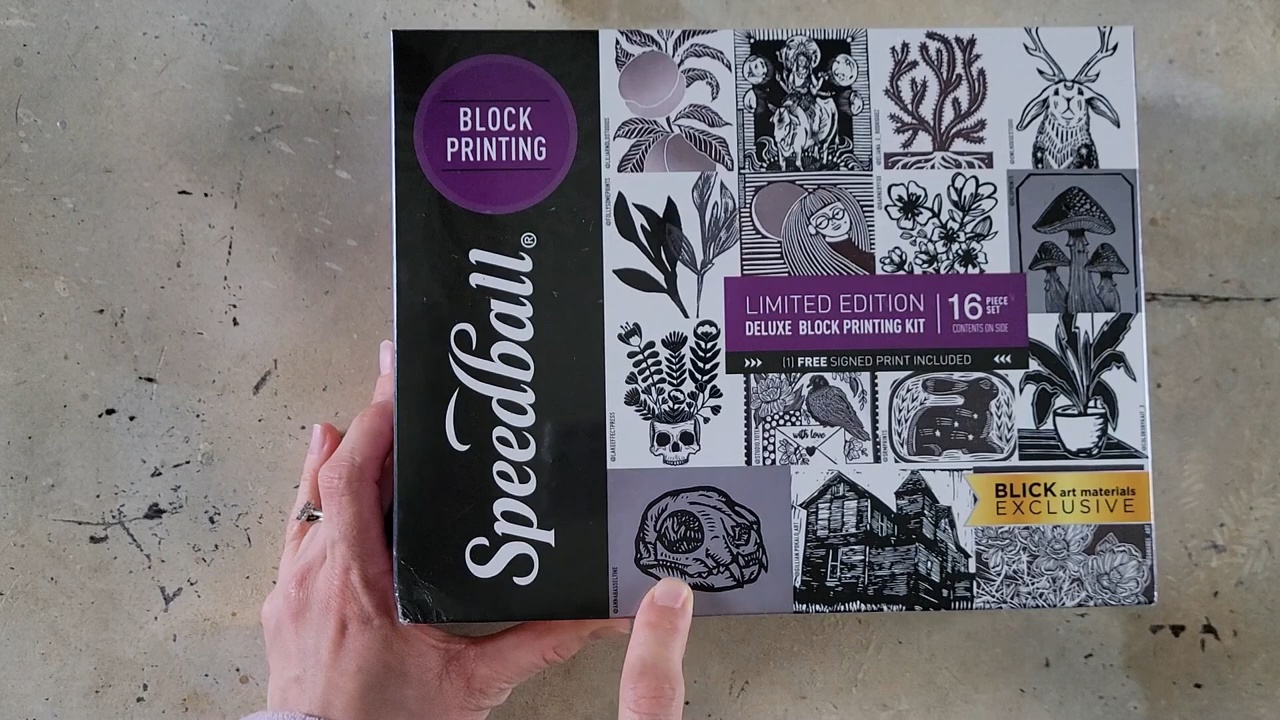 BLOCK
PRINTING
Speedball®
LIMITED EDITION
DELUXE BLOCK PRINTING KIT
16 PIECE
SET
CONTENTS ON SIDE
(1) FREE SIGNED PRINT INCLUDED
with love
@LAKEEFFECTPRESS
BLICK art materials
EXCLUSIVE